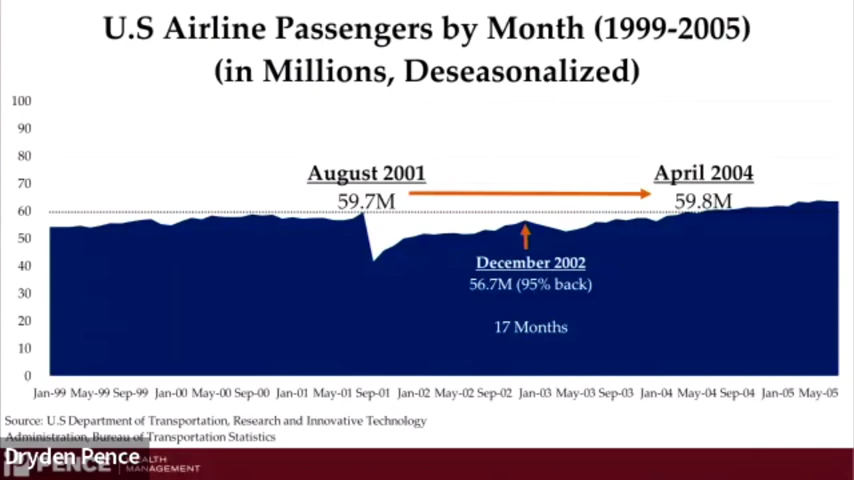 U.S Airline Passengers by Month (1999-2005)
(in Millions, Deseasonalized)
100
90
80
70
60
50
40
30
20
10
0
August 2001
59.7M
April 2004
59.8M
December 2002
56.7M (95% back)
17 Months
Jan-99 May-99 Sep-99 Jan-00 May-00 Sep-00 Jan-01 May-01 Sep-01 Jan-02 May-02 Sep-02 Jan-03 May-03 Sep-03 Jan-04 May-04 Sep-04 Jan-05 May-05
Source: U.S Department of Transportation, Research and Innovative Technology
Administration, Bureau of Transportation Statistics
Dryden Pence
PENCE
WEALTH
MANAGEMENT